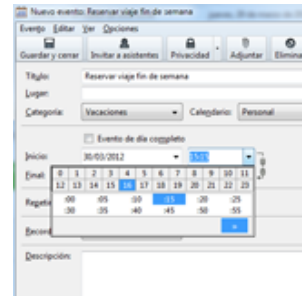 Nuevo evento: Reservar viaje fin de semana
Evento Editar Ver Opciones
Guardar y cerrar Invitar a asistentes Privacidad Adjuntar Elimina
Título: Reservar viaje fin de semana
Lugar:
Categoría: Vacaciones Calendario: Personal
Evento de día completo
Inicio: 30/03/2012 15:15
Final: 0 1 2 3 4 5 6 7 8 9 10 11
12 13 14 15 16 17 18 19 20 21 22 23
Repetir :00 :05 :10 :15 :20 :25
:30 :35 :40 :45 :50 :55
Record »
Descripción: